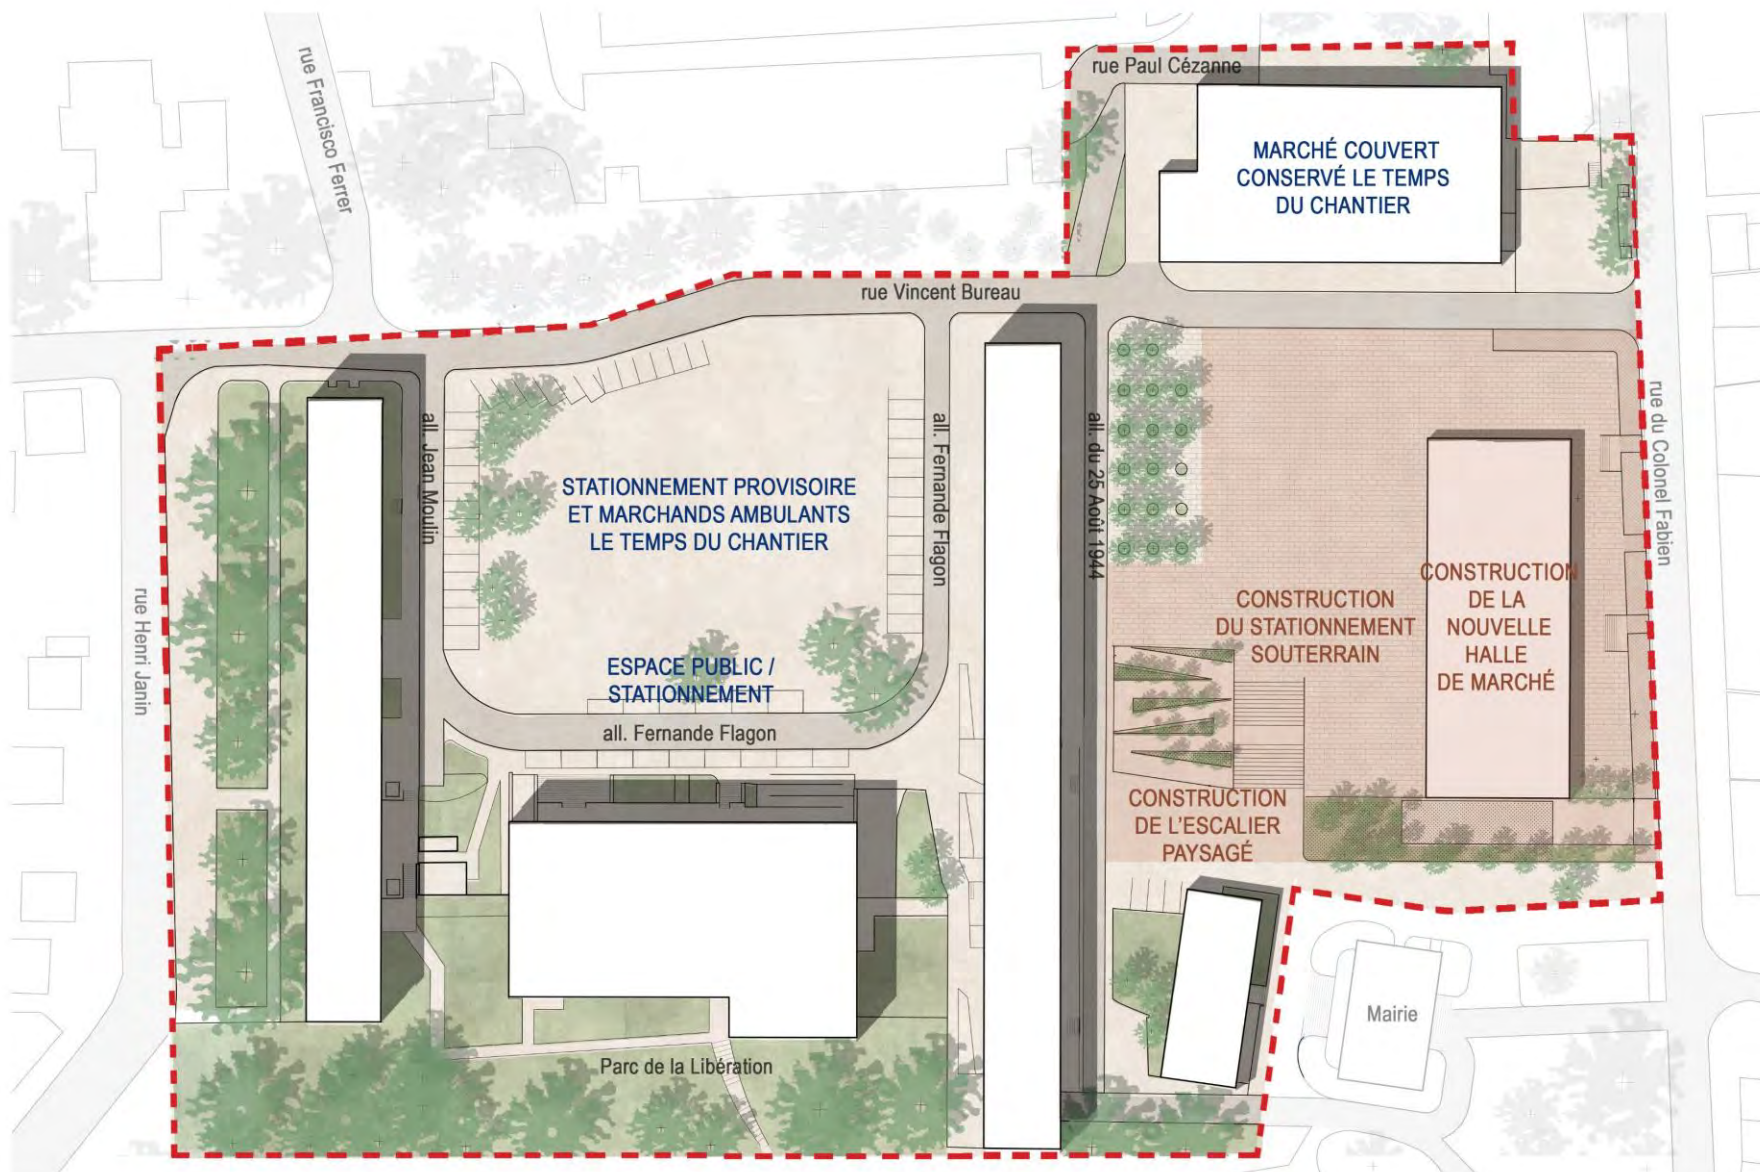 rue Francisco Ferrer
rue Paul Cézanne
MARCHÉ COUVERT
CONSERVÉ LE TEMPS
DU CHANTIER
rue Vincent Bureau
all. Jean Moulin
all. Fernande Flagon
all. du 25 Août 1944
rue du Colonel Fabien
STATIONNEMENT PROVISOIRE
ET MARCHANDS AMBULANTS
LE TEMPS DU CHANTIER
rue Henri Janin
ESPACE PUBLIC /
STATIONNEMENT
all. Fernande Flagon
CONSTRUCTION
DU STATIONNEMENT
SOUTERRAIN
CONSTRUCTION
DE LA
NOUVELLE
HALLE
DE MARCHÉ
CONSTRUCTION
DE L'ESCALIER
PAYSAGÉ
Mairie
Parc de la Libération